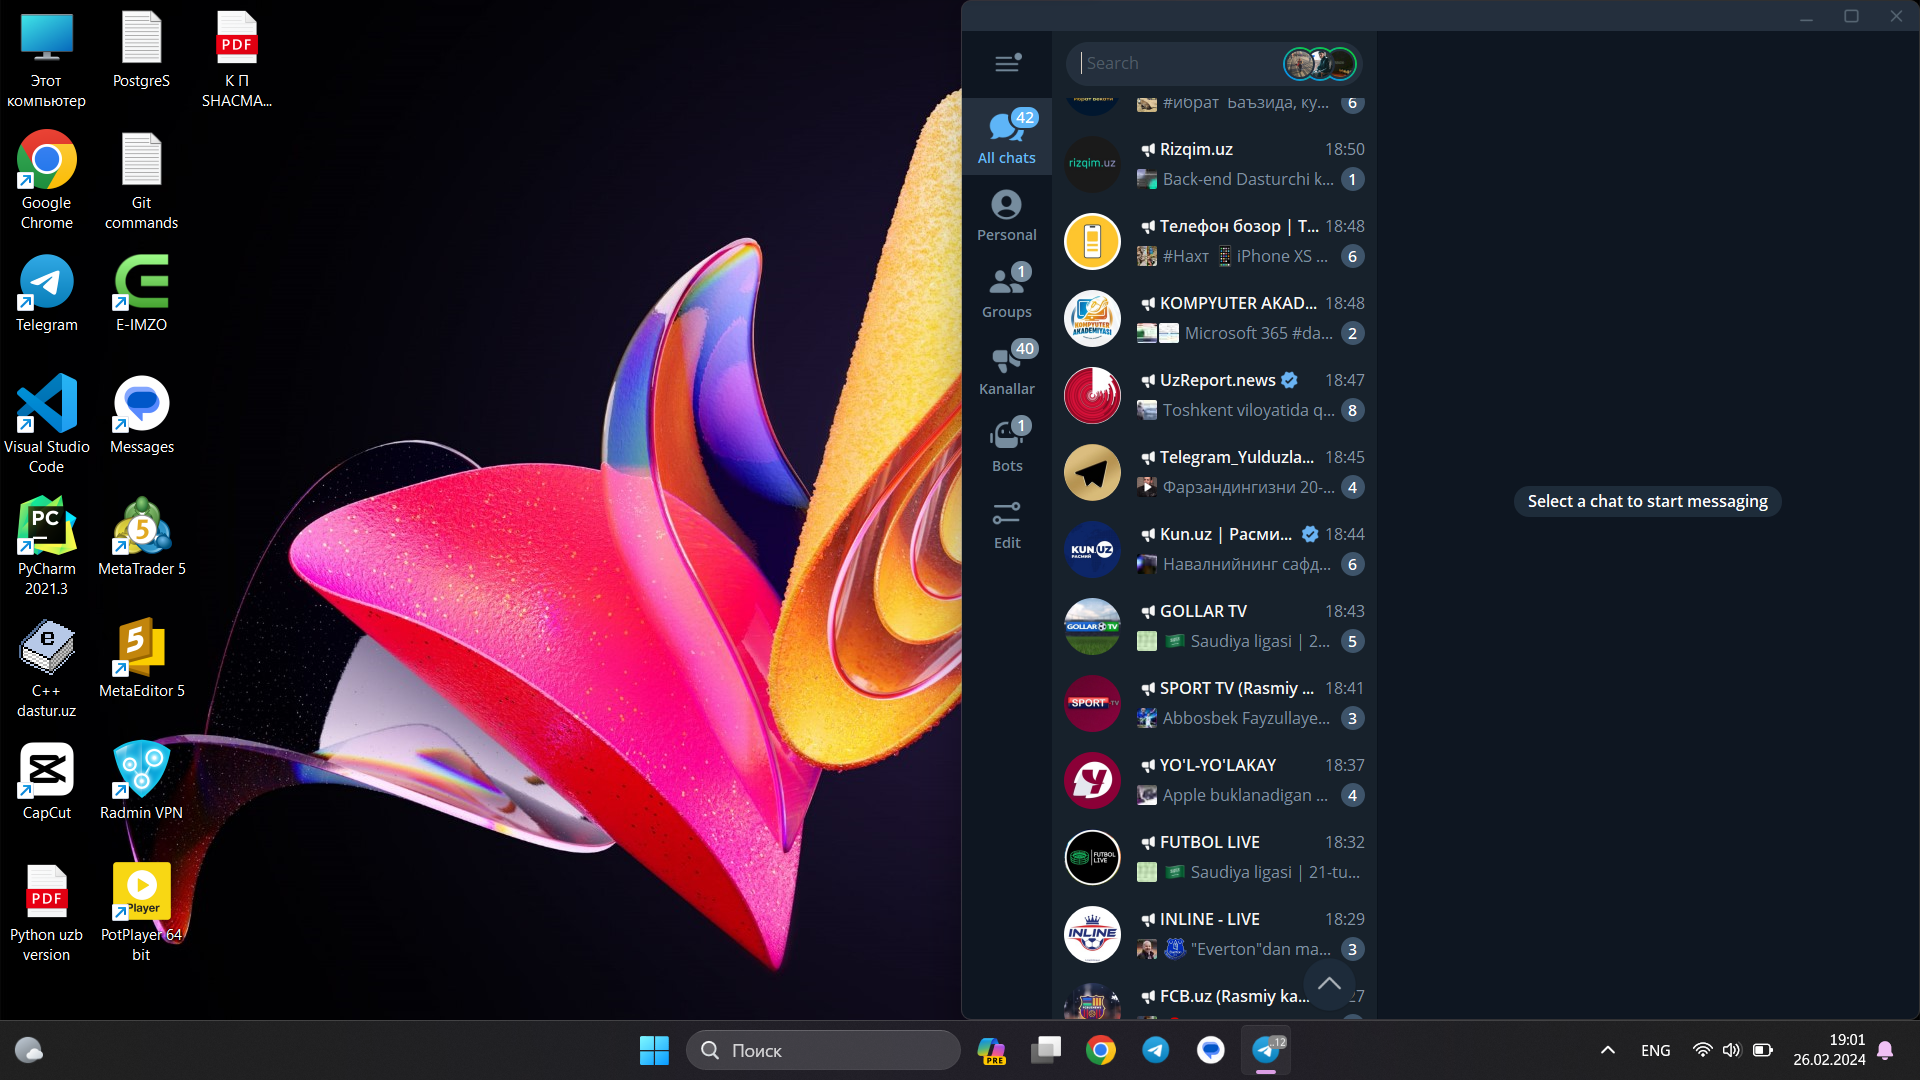 Этот
компьютер
PostgreS
К П
SHACMA...
PDF
Google
Chrome
Git
commands
Telegram
E-IMZO
Visual Studio
Code
Messages
PC
PyCharm
2021.3
5
MetaTrader 5
e
C++
dastur.uz
5
MetaEditor 5
CapCut
Radmin VPN
PDF
Python uzb
version
Player
PotPlayer 64
bit
Search
42
All chats
Personal
1
Groups
40
Kanallar
1
Bots
Edit
#ибрат Баъзида, ку... 6
rizqim.uz
Rizqim.uz 18:50
Back-end Dasturchi k... 1
Телефон бозор | Т... 18:48
#Нахт iPhone XS ... 6
KOMPYUTER AKAD... 18:48
KOMPYUTER
AKADEMIYASI
Microsoft 365 #da... 2
UzReport.news 18:47
Toshkent viloyatida q... 8
Telegram_Yulduzla... 18:45
Фарзандингизни 20-... 4
Kun.uz | Расми... 18:44
KUN.UZ
РАСМИЙ
Навалнийнинг сафд... 6
GOLLAR TV 18:43
GOLLAR TV
Saudiya ligasi | 2... 5
SPORT TV (Rasmiy ... 18:41
SPORT TV
Abbosbek Fayzullaye... 3
YO'L-YO'LAKAY 18:37
Apple buklanadigan ... 4
FUTBOL LIVE 18:32
FUTBOL
LIVE
Saudiya ligasi | 21-tu...
INLINE - LIVE 18:29
INLINE
"Everton"dan ma... 3
FCB.uz (Rasmiy ka... 27
Select a chat to start messaging
Поиск
PRE
..12
ENG
19:01
26.02.2024